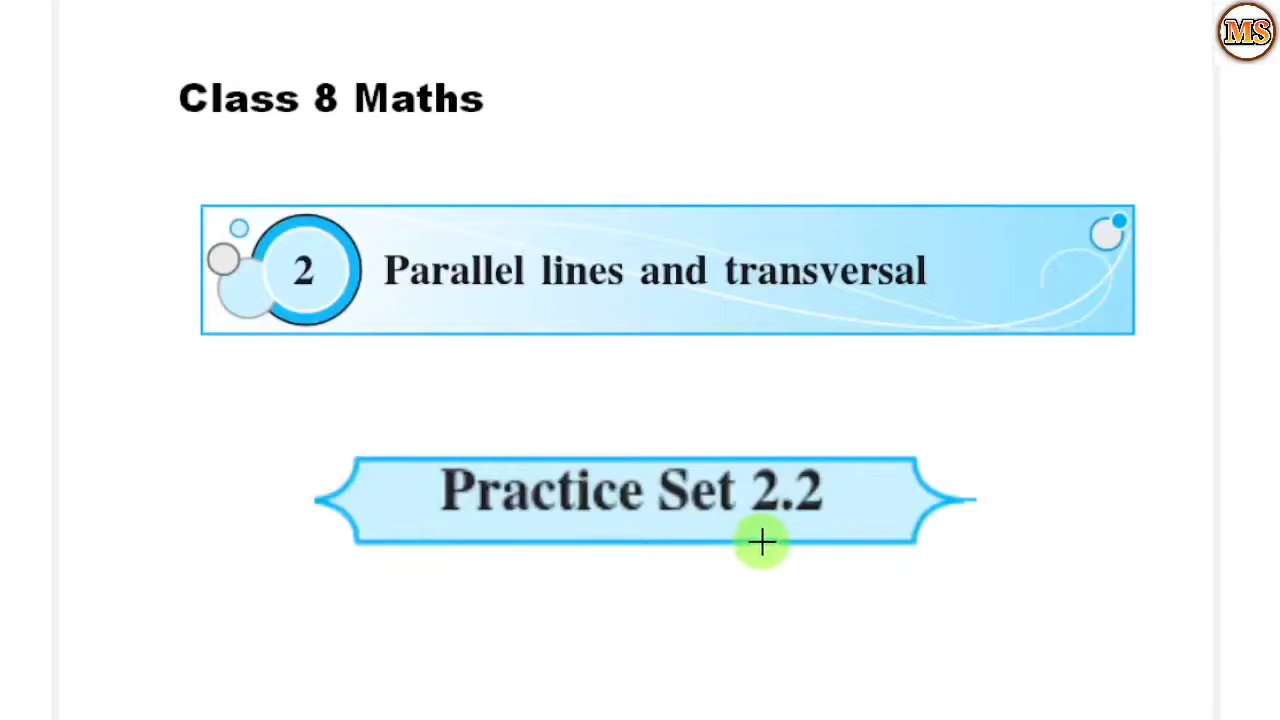 MS
Class 8 Maths
2 Parallel lines and transversal
Practice Set 2.2